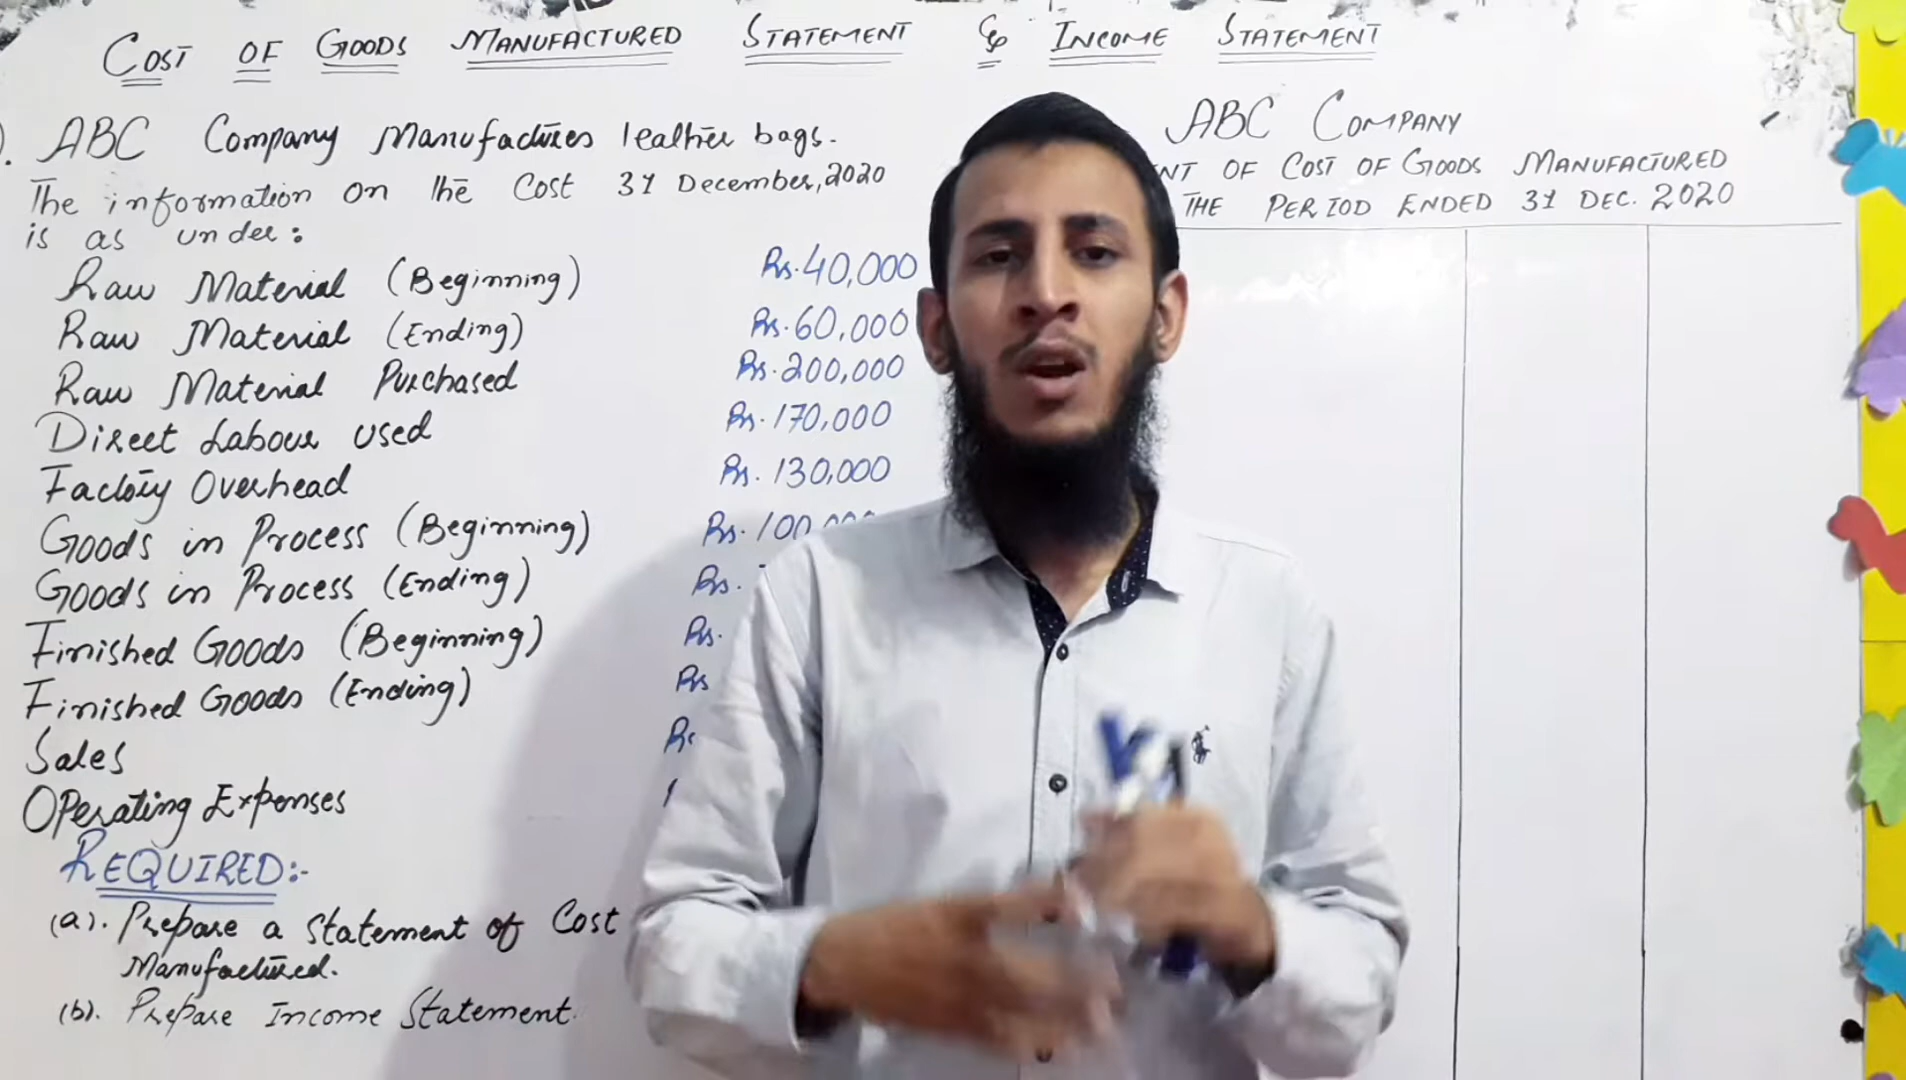 COST OF GOODS MANUFACTURED STATEMENT & INCOME STATEMENT
ABC Company Manufactures leather bags.
The information on the Cost 31 December, 2020
is as under:
Raw Material (Beginning) Rs. 40,000
Raw Material (Ending) Rs. 60,000
Raw Material Purchased Rs. 200,000
Direct Labour used Rs. 170,000
Factory Overhead Rs. 130,000
Goods in Process (Beginning) Rs. 100,000
Goods in Process (Ending) Rs.
Finished Goods (Beginning) Rs.
Finished Goods (Ending) Rs
Sales Rs
Operating Expenses
REQUIRED:-
(a). Prepare a Statement of Cost
Manufactured.
(b). Prepare Income Statement.
ABC COMPANY
NT OF COST OF GOODS MANUFACTURED
THE PERIOD ENDED 31 DEC. 2020